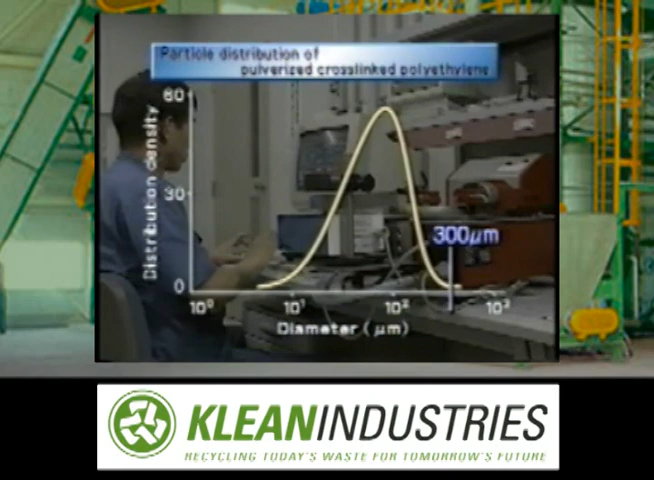 Particle distribution of
pulverized crosslinked polyethylene
60
30
0
Distribution density
300μm
10⁰ 10¹ 10² 10³
Diameter (μm)
KLEANINDUSTRIES
RECYCLING TODAY'S WASTE FOR TOMORROW'S FUTURE